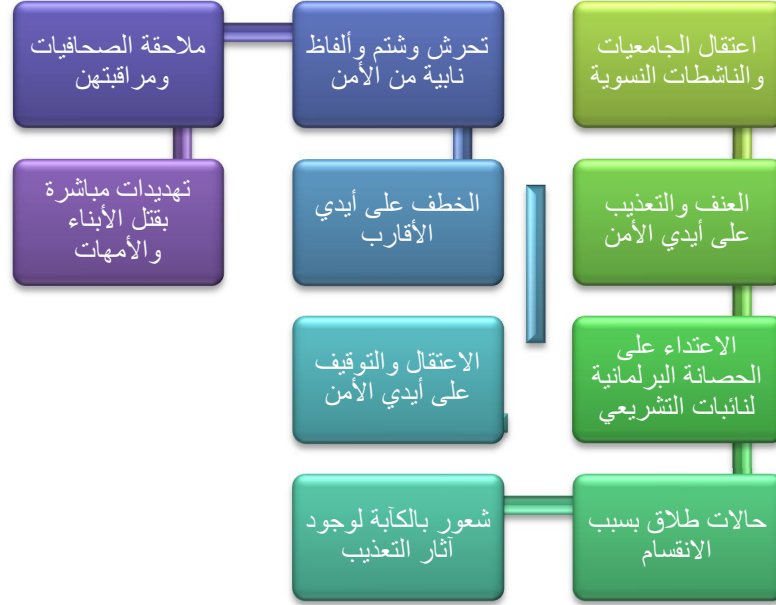 اعتقال الجامعيات
والناشطات النسوية
العنف والتعذيب
على أيدي الأمن
الاعتداء على
الحصانة البرلمانية
لنائبات التشريعي
حالات طلاق بسبب
الانقسام
شعور بالكآبة لوجود
آثار التعذيب
الاعتقال والتوقيف
على أيدي الأمن
الخطف على أيدي
الأقارب
تحرش وشتم وألفاظ
نابية من الأمن
ملاحقة الصحافيات
ومراقبتهن
تهديدات مباشرة
بقتل الأبناء
والأمهات